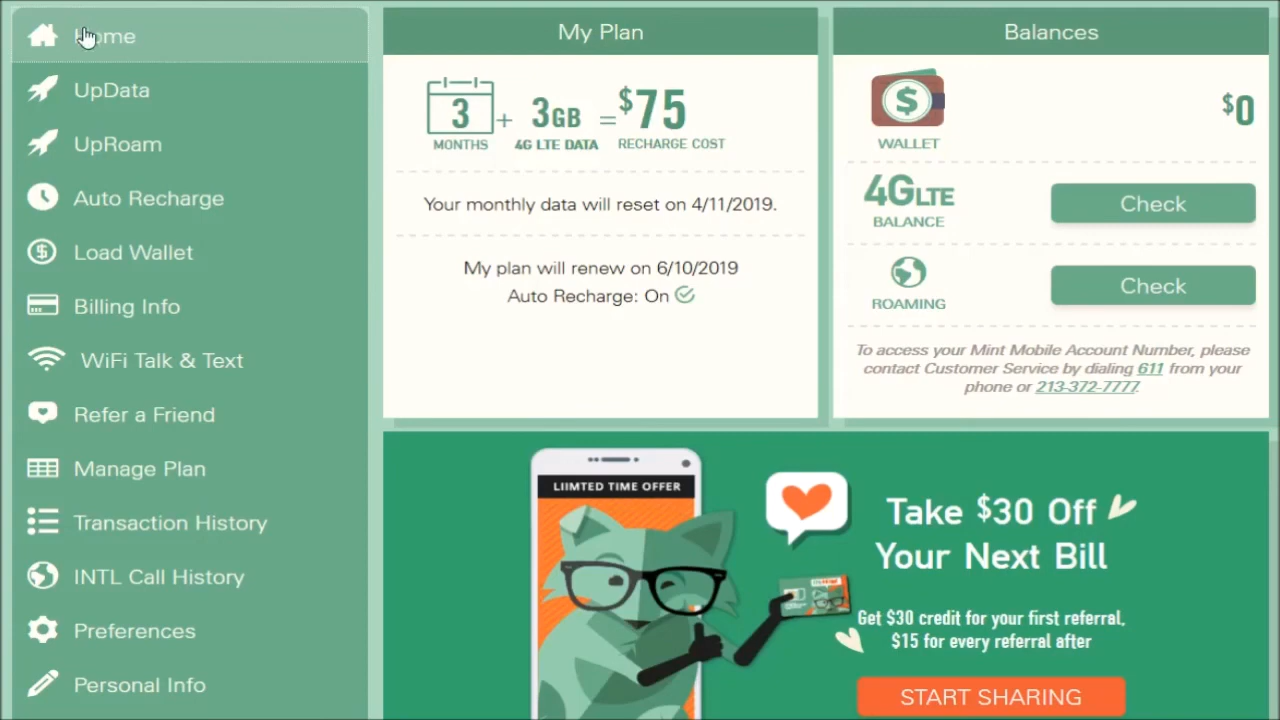 Home
UpData
UpRoam
Auto Recharge
Load Wallet
Billing Info
WiFi Talk & Text
Refer a Friend
Manage Plan
Transaction History
INTL Call History
Preferences
Personal Info
My Plan
3 + 3GB = $75
MONTHS 4G LTE DATA RECHARGE COST
Your monthly data will reset on 4/11/2019.
My plan will renew on 6/10/2019
Auto Recharge: On
Balances
$0
WALLET
4G LTE
BALANCE
Check
ROAMING
Check
To access your Mint Mobile Account Number, please
contact Customer Service by dialing 611 from your
phone or 213-372-7777.
LIIMTED TIME OFFER
Take $30 Off
Your Next Bill
Get $30 credit for your first referral,
$15 for every referral after
START SHARING